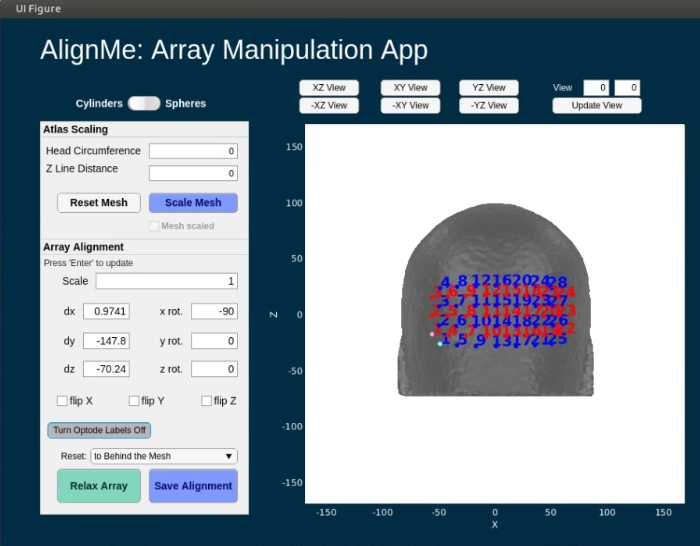 UI Figure
AlignMe: Array Manipulation App
Cylinders Spheres
XZ View XY View YZ View View 0 0
-XZ View -XY View -YZ View Update View
Atlas Scaling
Head Circumference 0
Z Line Distance 0
Reset Mesh Scale Mesh
Mesh scaled
Array Alignment
Press 'Enter' to update
Scale 1
dx 0.9741 x rot. -90
dy -147.8 y rot. 0
dz -70.24 z rot. 0
flip X flip Y flip Z
Turn Optode Labels Off
Reset: to Behind the Mesh
Relax Array Save Alignment
150
100
50
0
-50
-100
-150
Z
4 8 12 16 20 24 28
3 7 11 15 19 23 27
2 6 10 14 18 22 26
1 5 9 13 17 21 25
-150 -100 -50 0 50 100 150
X